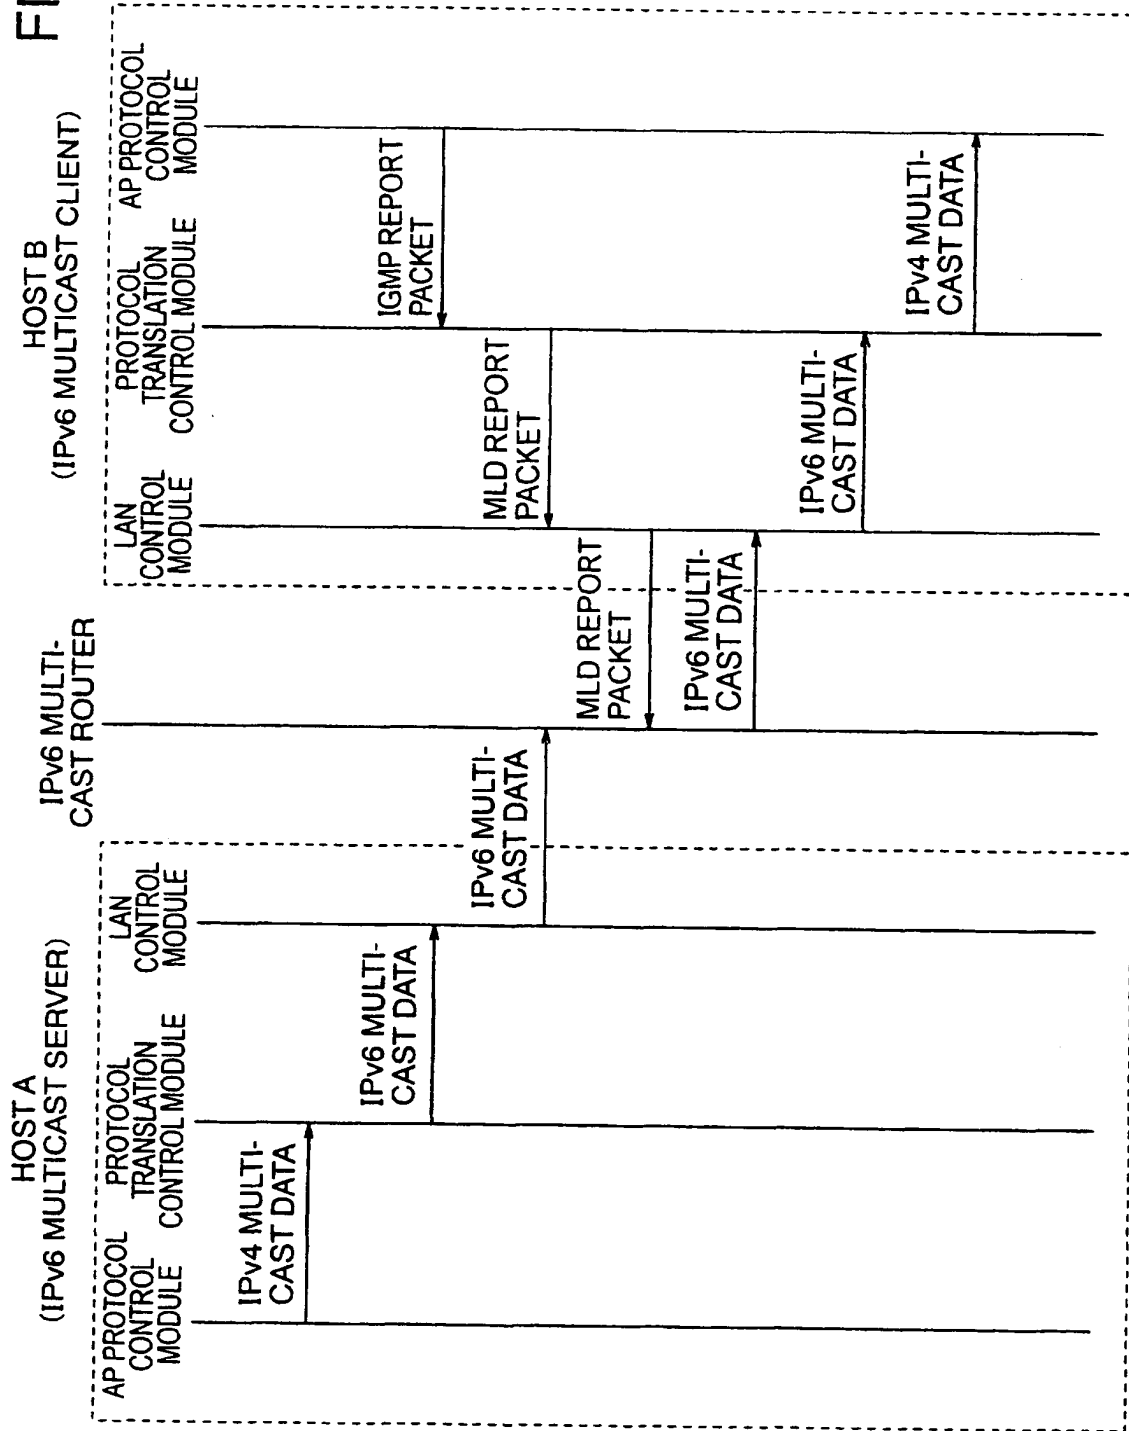 FI
HOST A
(IPv6 MULTICAST SERVER)
AP PROTOCOL
CONTROL
MODULE
PROTOCOL
TRANSLATION
CONTROL MODULE
LAN
CONTROL
MODULE
IPv6 MULTI-
CAST ROUTER
HOST B
(IPv6 MULTICAST CLIENT)
LAN
CONTROL
MODULE
PROTOCOL
TRANSLATION
CONTROL MODULE
AP PROTOCOL
CONTROL
MODULE
IPv4 MULTI-
CAST DATA
IPv6 MULTI-
CAST DATA
IGMP REPORT
PACKET
IPv6 MULTI-
CAST DATA
MLD REPORT
PACKET
MLD REPORT
PACKET
IPv6 MULTI-
CAST DATA
IPv6 MULTI-
CAST DATA
IPv4 MULTI-
CAST DATA